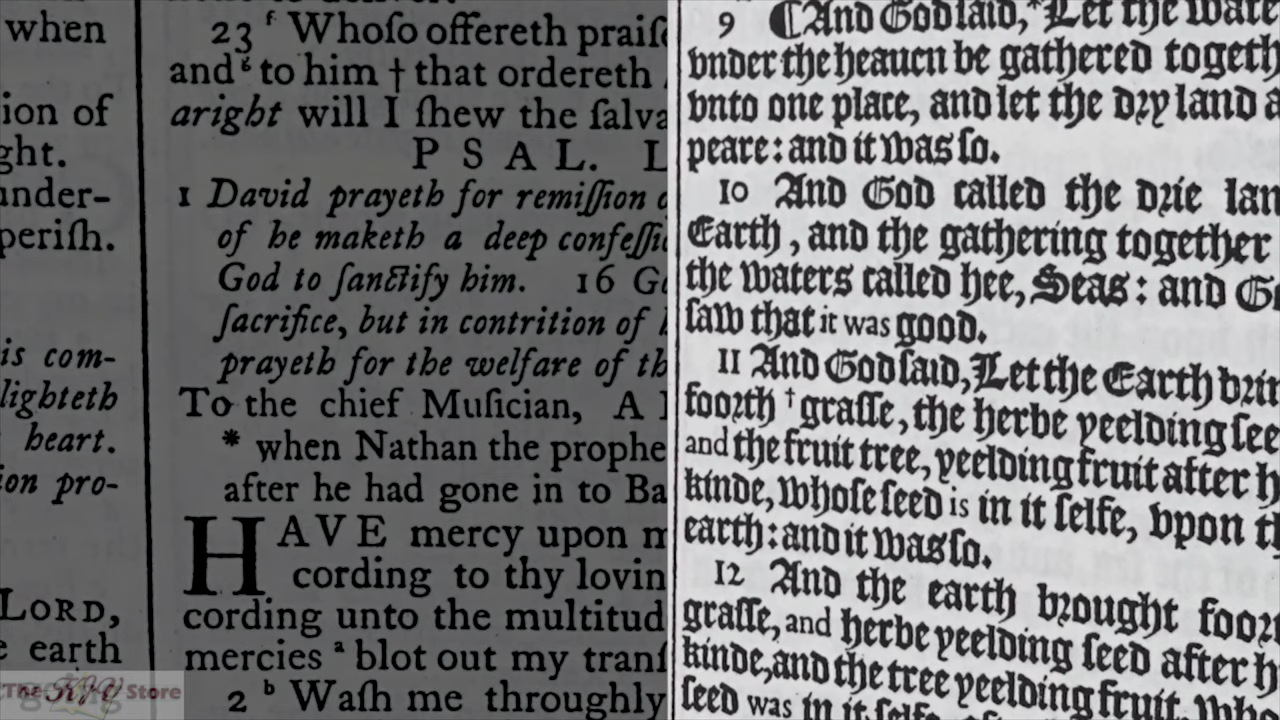 when
ion of
ght.
under-
periſh.
is com-
lighteth
heart.
ion pro-
LORD,
earth
23 f Whoſo offereth praiſe
and g to him † that ordereth
aright will I ſhew the ſalva
PSAL. L
1 David prayeth for remiſſion o
of he maketh a deep confeſſio
God to ſanctify him. 16 Go
ſacrifice, but in contrition of
prayeth for the welfare of th
To the chief Muſician, A
* when Nathan the prophe
after he had gone in to Ba
HAVE mercy upon m
cording to thy lovin
cording unto the multitud
mercies a blot out my tranſ
2 b Waſh me throughly
9 ¶And God ſaid, * Let the wate
vnder the heauen be gathered togeth
vnto one place, and let the dry land a
peare: and it was ſo.
10 And God called the drie lan
Earth, and the gathering together
the waters called hee, Seas: and G
ſaw that it was good.
11 And God ſaid, Let the Earth brin
foorth † graſſe, the herbe yeelding ſee
and the fruit tree, yeelding fruit after h
kinde, whoſe ſeed is in it ſelfe, vpon th
earth: and it was ſo.
12 And the earth brought foor
graſſe, and herbe yeelding ſeed after h
kinde, and the tree yeelding fruit, who
ſeed was in it ſelfe,
The KJV Store